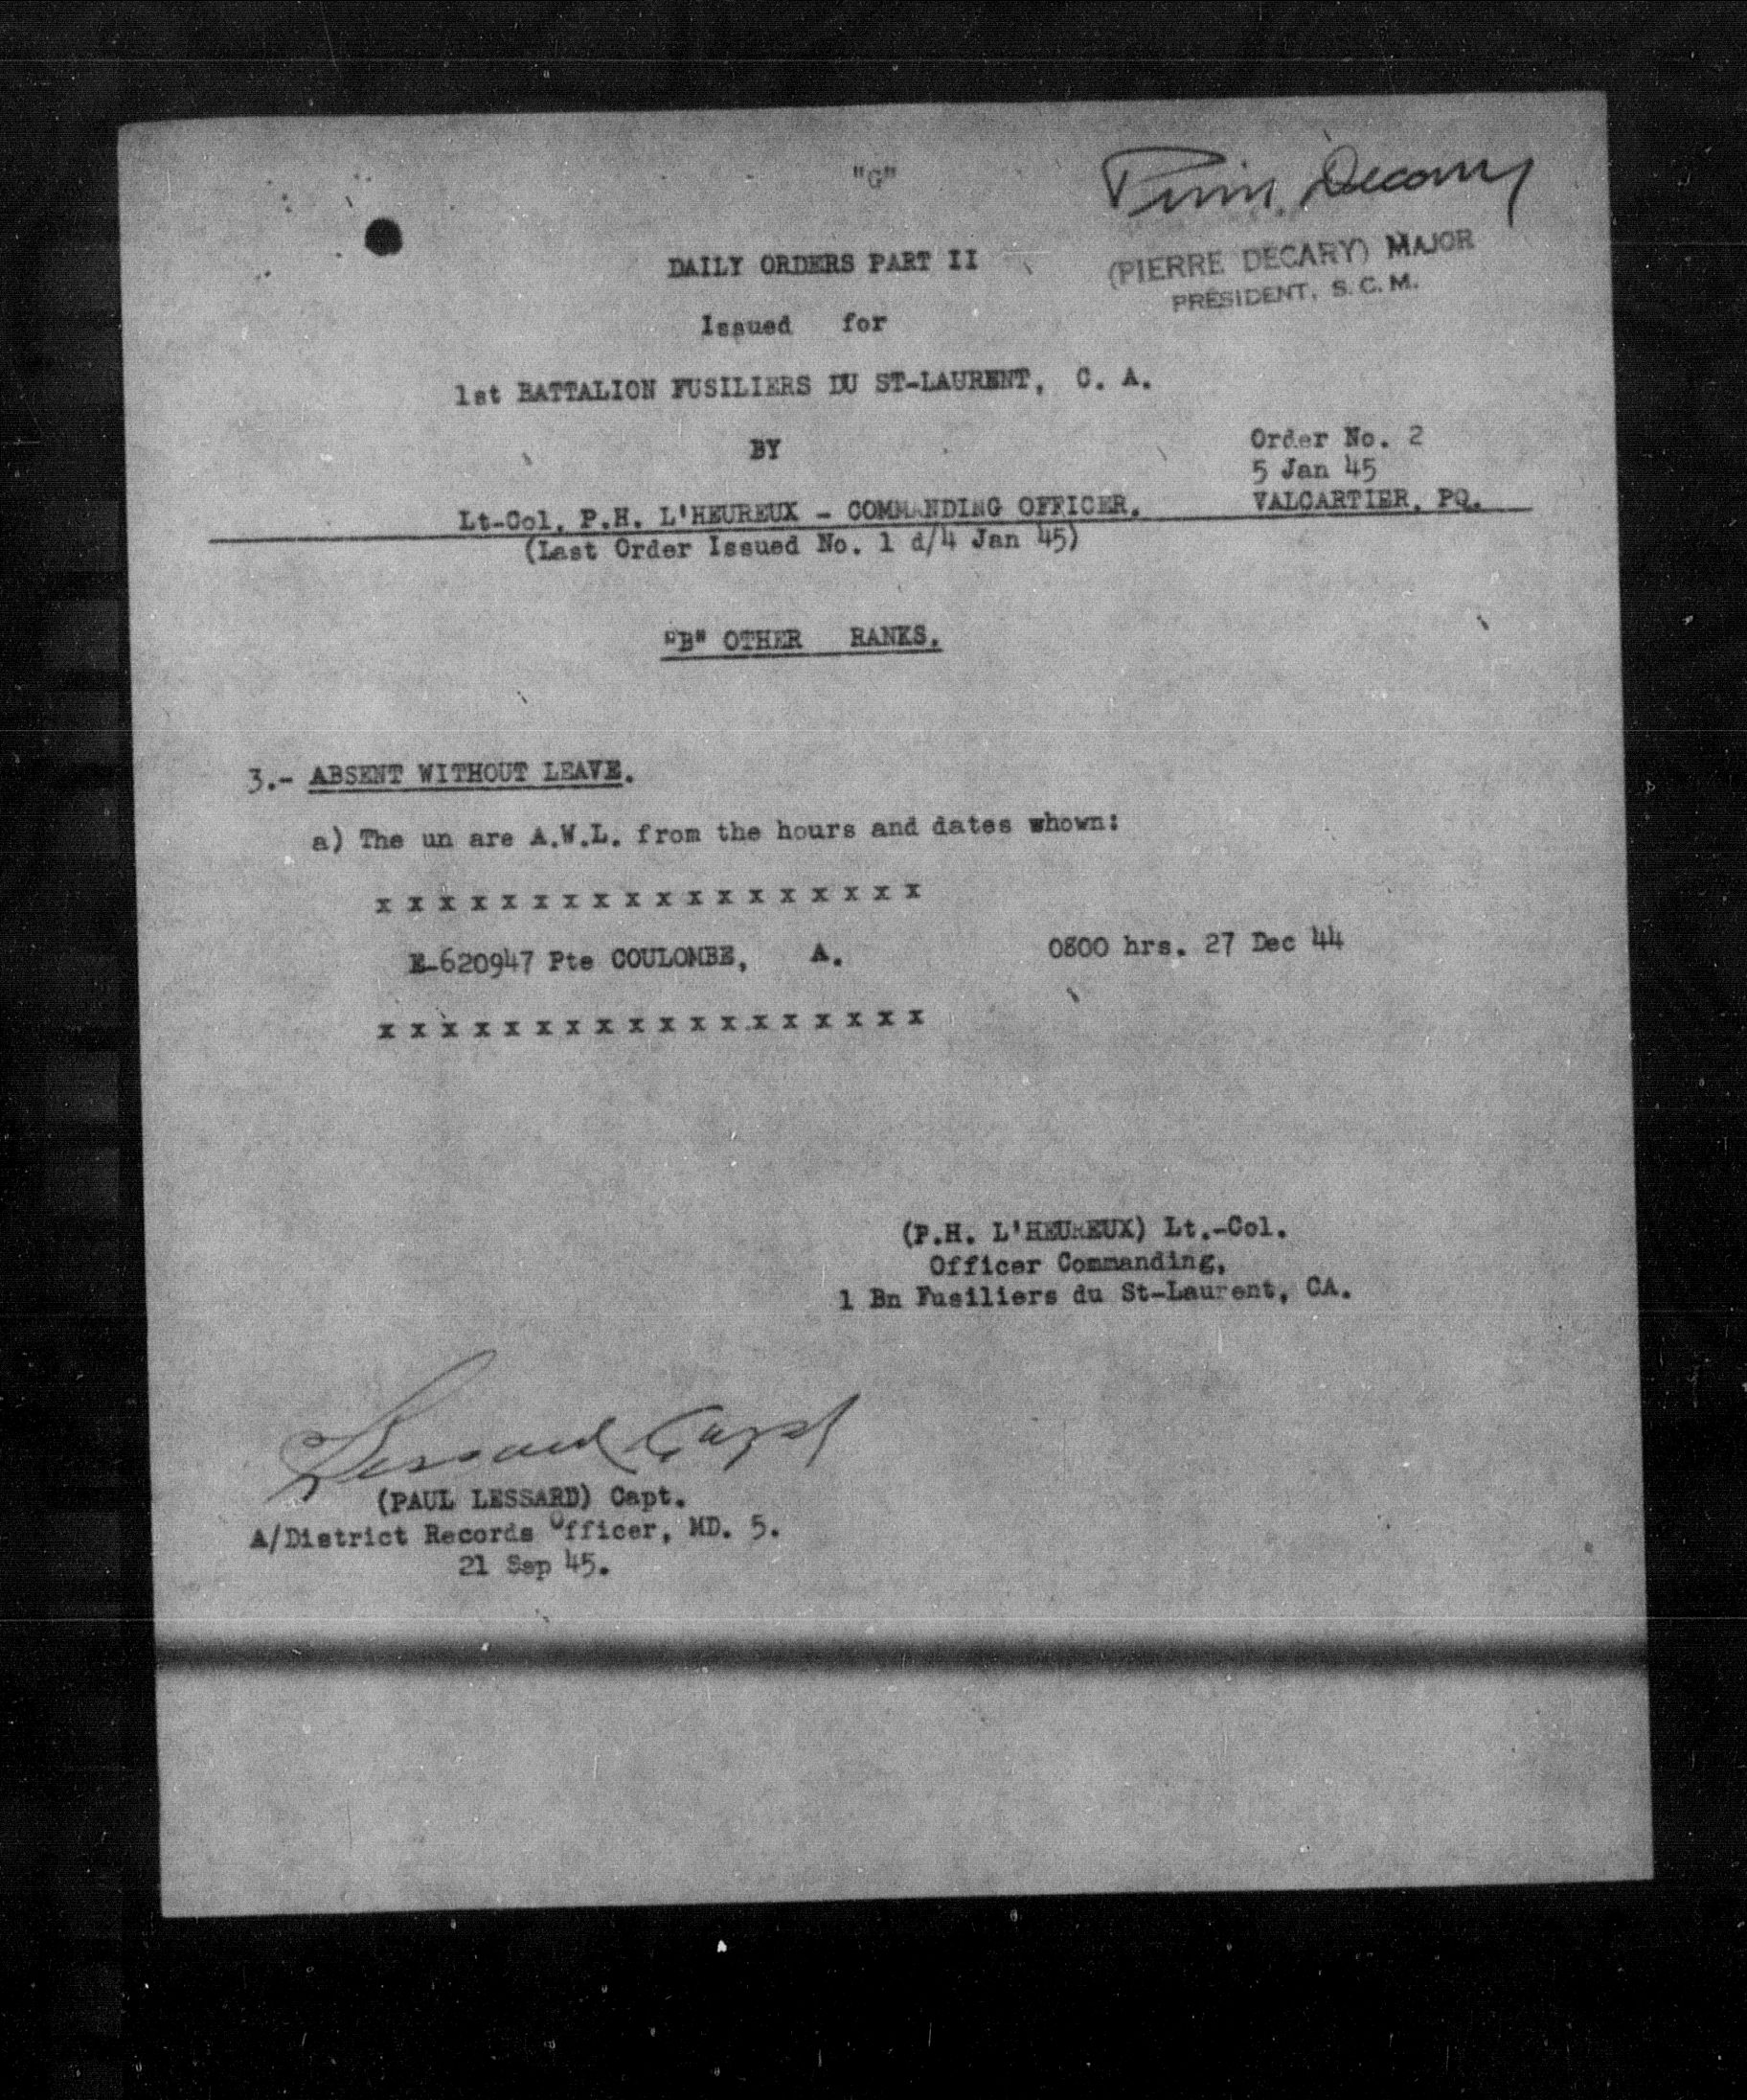 "G"
Pierre Decary
(PIERRE DECARY) MAJOR
PRESIDENT, S.C.M.
DAILY ORDERS PART II
Issued for
1st BATTALION FUSILIERS DU ST-LAURENT, C. A.
BY
Order No. 2
5 Jan 45
VALCARTIER, PQ.
Lt-Col. P.H. L'HEUREUX - COMMANDING OFFICER.
(Last Order Issued No. 1 d/4 Jan 45)
"B" OTHER RANKS.
3.- ABSENT WITHOUT LEAVE.
a) The un are A.W.L. from the hours and dates whown:
x x x x x x x x x x x x x x x x x x
E-620947 Pte COULOMBE, A. 0800 hrs. 27 Dec 44
x x x x x x x x x x x x x x x x x x
(P.H. L'HEUREUX) Lt.-Col.
Officer Commanding,
1 Bn Fusiliers du St-Laurent, CA.
Lessard Capt
(PAUL LESSARD) Capt.
A/District Records Officer, MD. 5.
21 Sep 45.